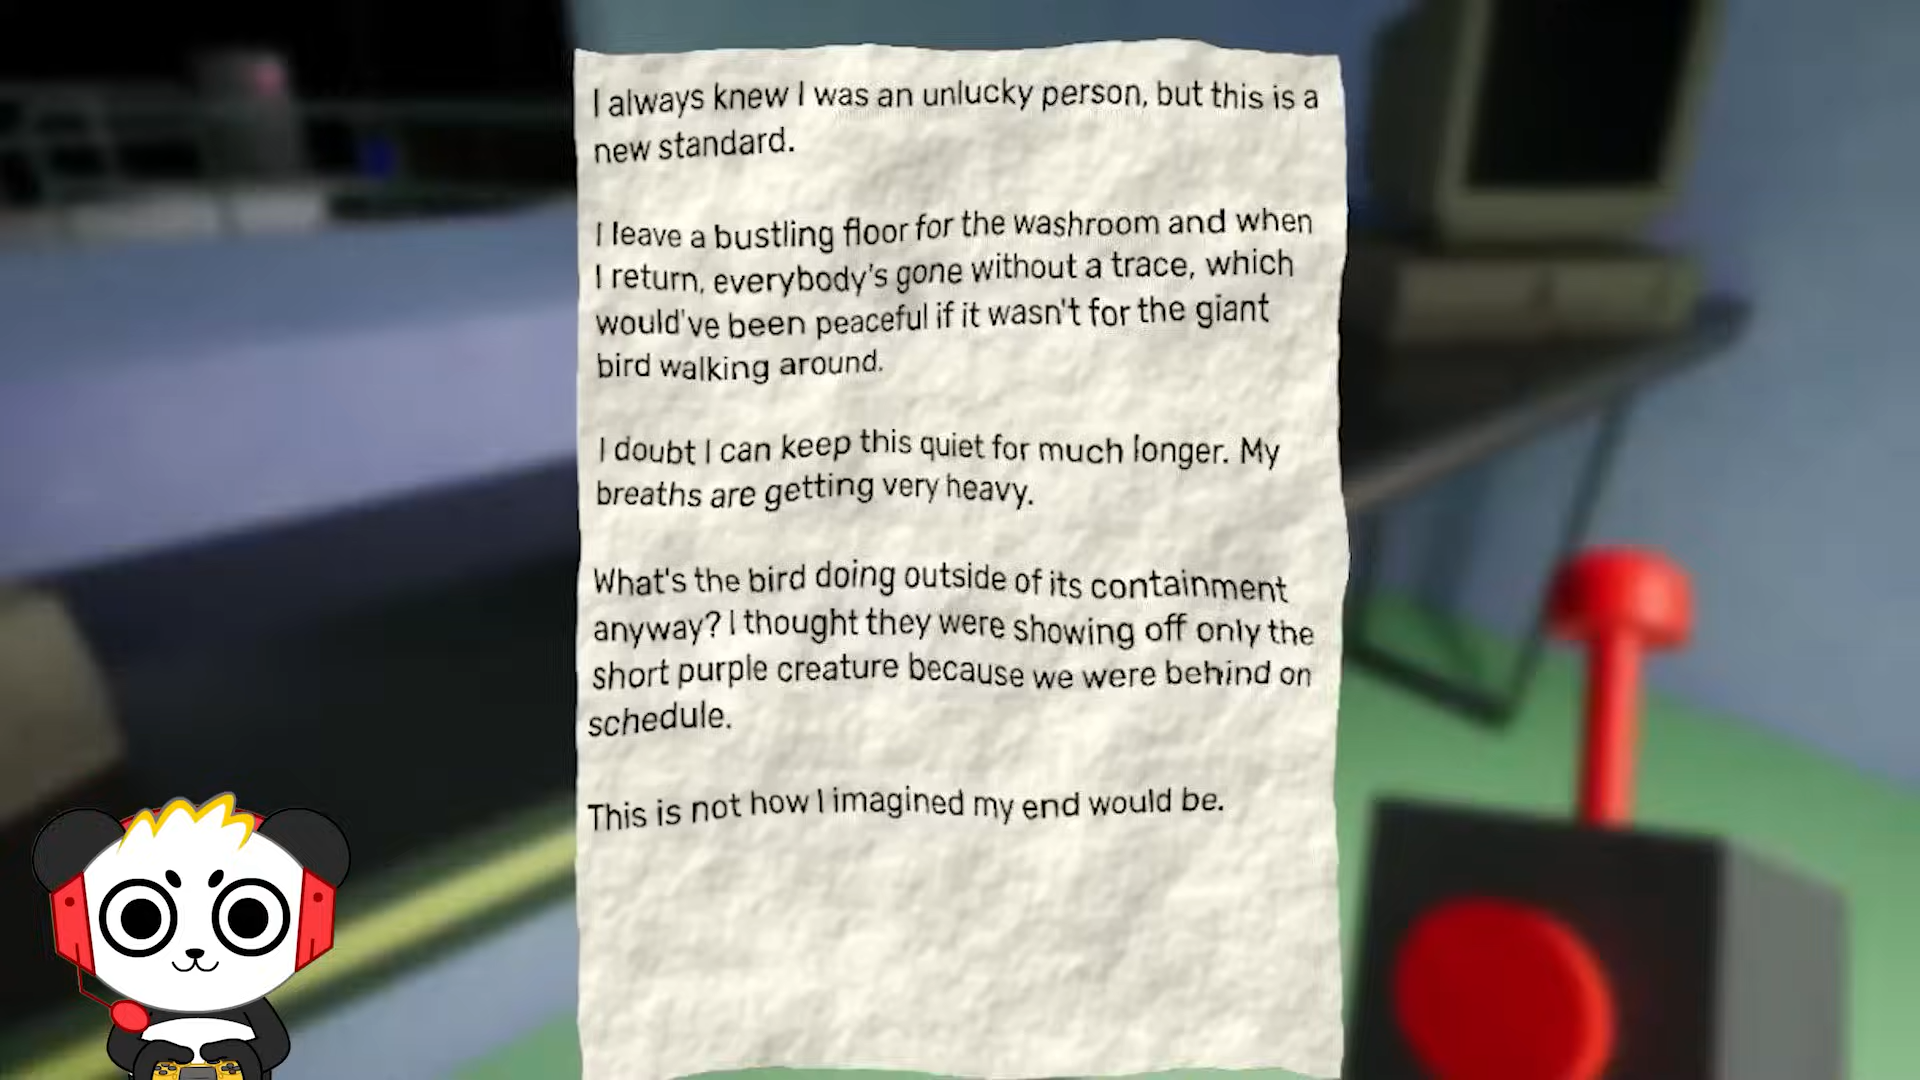 I always knew I was an unlucky person, but this is a
new standard.
I leave a bustling floor for the washroom and when
I return, everybody's gone without a trace, which
would've been peaceful if it wasn't for the giant
bird walking around.
I doubt I can keep this quiet for much longer. My
breaths are getting very heavy.
What's the bird doing outside of its containment
anyway? I thought they were showing off only the
short purple creature because we were behind on
schedule.
This is not how I imagined my end would be.